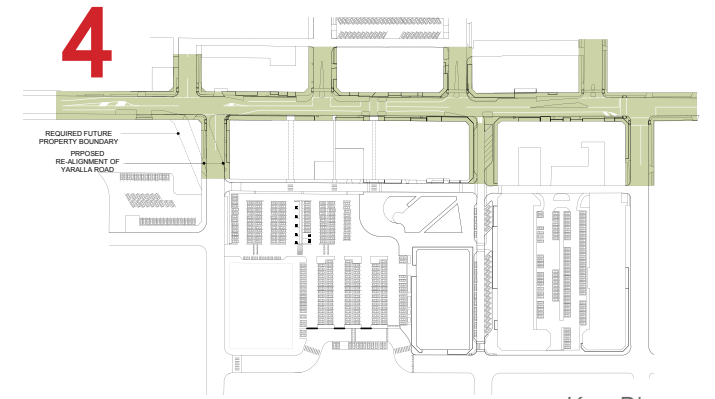 4
REQUIRED FUTURE
PROPERTY BOUNDARY
PRPOSED
RE-ALIGNMENT OF
YARALLA ROAD